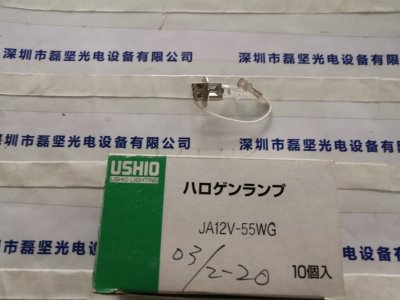 深圳市磊坚光电设备有限公司
深圳市磊坚光电设备有限公司
深圳市磊坚光电设备有限公司
深圳市磊坚光电设备有限公司
USHIO
USHIO LIGHTING
ハロゲンランプ
JA12V-55WG
03/2-20
10個入